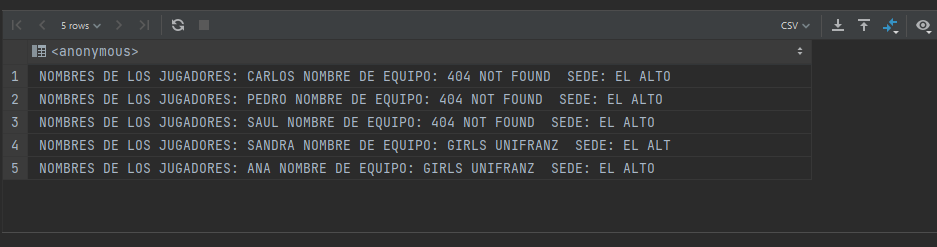 5 rows
CSV
<anonymous>
1 NOMBRES DE LOS JUGADORES: CARLOS NOMBRE DE EQUIPO: 404 NOT FOUND  SEDE: EL ALTO
2 NOMBRES DE LOS JUGADORES: PEDRO NOMBRE DE EQUIPO: 404 NOT FOUND  SEDE: EL ALTO
3 NOMBRES DE LOS JUGADORES: SAUL NOMBRE DE EQUIPO: 404 NOT FOUND  SEDE: EL ALTO
4 NOMBRES DE LOS JUGADORES: SANDRA NOMBRE DE EQUIPO: GIRLS UNIFRANZ  SEDE: EL ALT
5 NOMBRES DE LOS JUGADORES: ANA NOMBRE DE EQUIPO: GIRLS UNIFRANZ  SEDE: EL ALTO